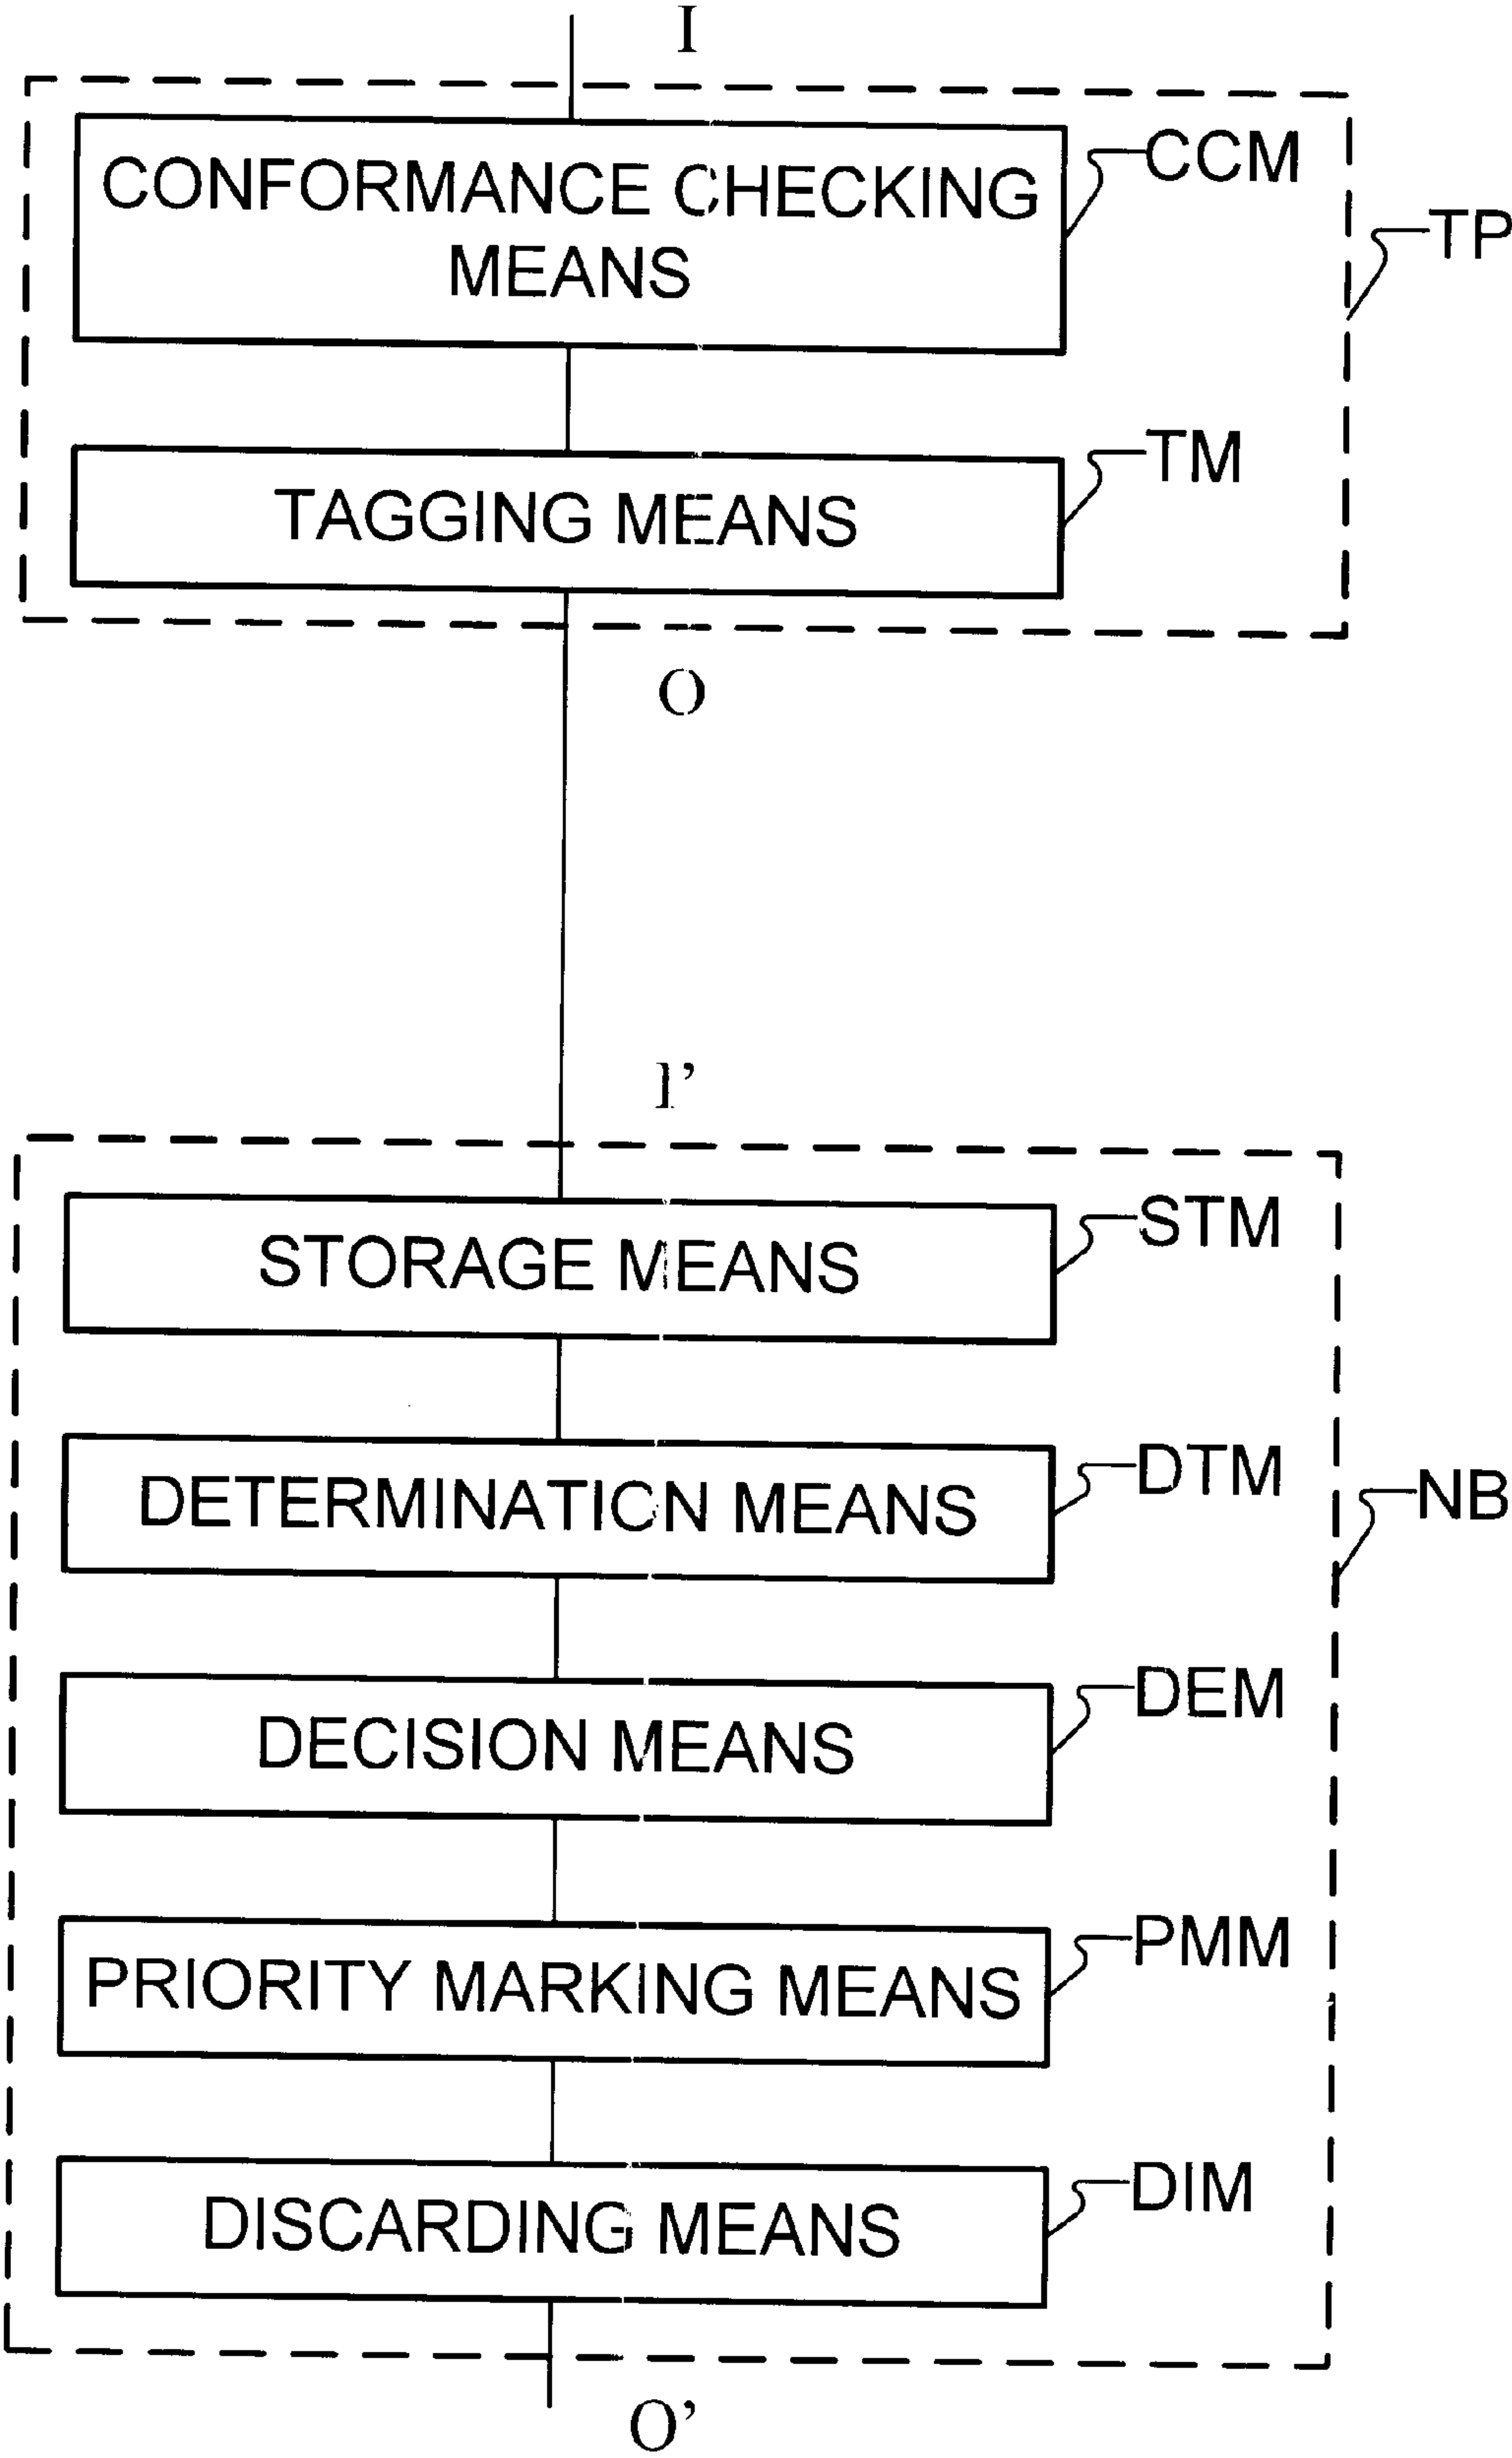 I
CONFORMANCE CHECKING
MEANS
CCM
TP
TAGGING MEANS
TM
O
I'
STORAGE MEANS
STM
DETERMINATION MEANS
DTM
NB
DECISION MEANS
DEM
PRIORITY MARKING MEANS
PMM
DISCARDING MEANS
DIM
O'